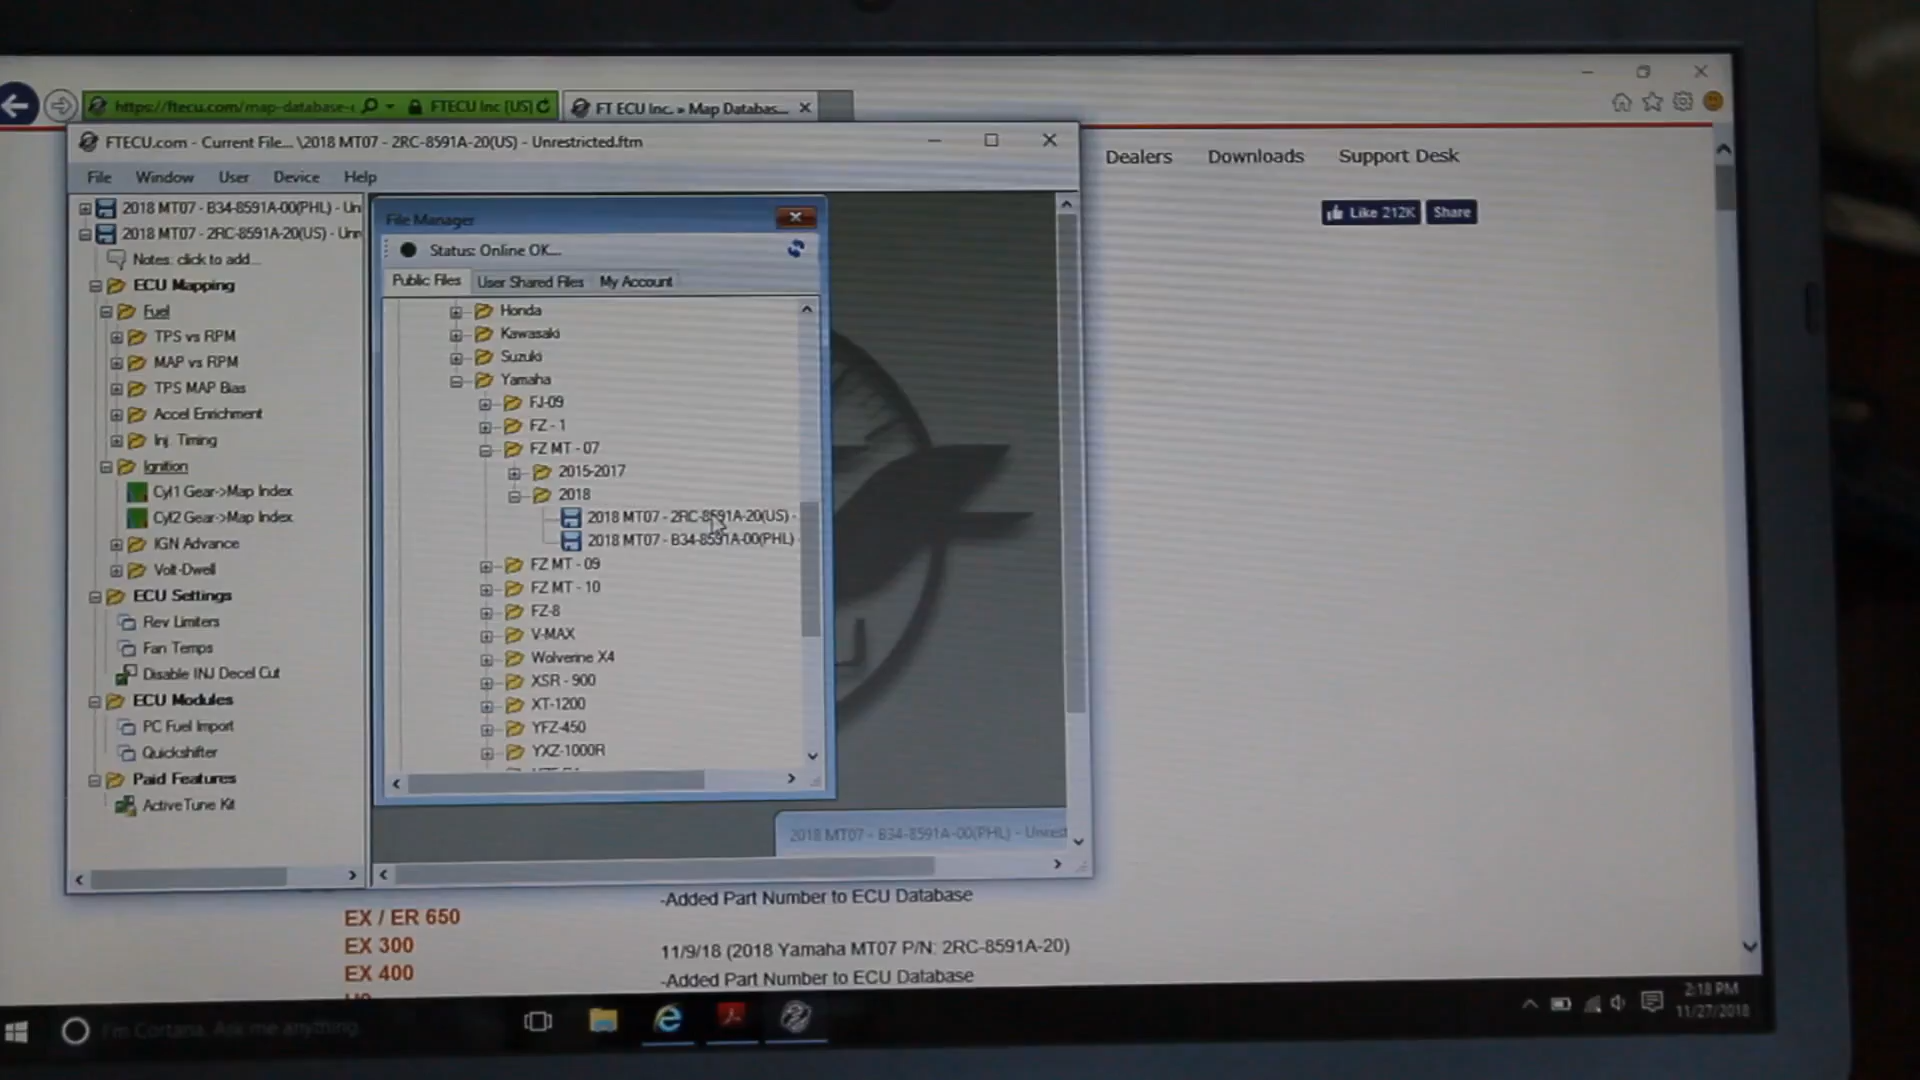 https://ftecu.com/map-database-
FTECU Inc [US]
FT ECU Inc. » Map Databas...
FTECU.com - Current File... \2018 MT07 - 2RC-8591A-20(US) - Unrestricted.ftm
File Window User Device Help
Dealers Downloads Support Desk
Like 212K Share
2018 MT07 - B34-8591A-00(PHL) - Un
2018 MT07 - 2RC-8591A-20(US) - Unr
Notes: click to add...
ECU Mapping
Fuel
TPS vs RPM
MAP vs RPM
TPS MAP Bias
Accel Enrichment
Inj. Timing
Ignition
Cyl1 Gear->Map Index
Cyl2 Gear->Map Index
IGN Advance
Volt-Dwell
ECU Settings
Rev Limiters
Fan Temps
Disable INJ Decel Cut
ECU Modules
PC Fuel Import
Quickshifter
Paid Features
ActiveTune Kit
File Manager
Status: Online OK...
Public Files User Shared Files My Account
Honda
Kawasaki
Suzuki
Yamaha
FJ-09
FZ - 1
FZ MT - 07
2015-2017
2018
2018 MT07 - 2RC-8591A-20(US) -
2018 MT07 - B34-8591A-00(PHL)
FZ MT - 09
FZ MT - 10
FZ-8
V-MAX
Wolverine X4
XSR - 900
XT-1200
YFZ-450
YXZ-1000R
2018 MT07 - B34-8591A-00(PHL) - Unrest
EX / ER 650
EX 300
EX 400
-Added Part Number to ECU Database
11/9/18 (2018 Yamaha MT07 P/N: 2RC-8591A-20)
-Added Part Number to ECU Database
I'm Cortana. Ask me anything.
2:18 PM
11/27/2018